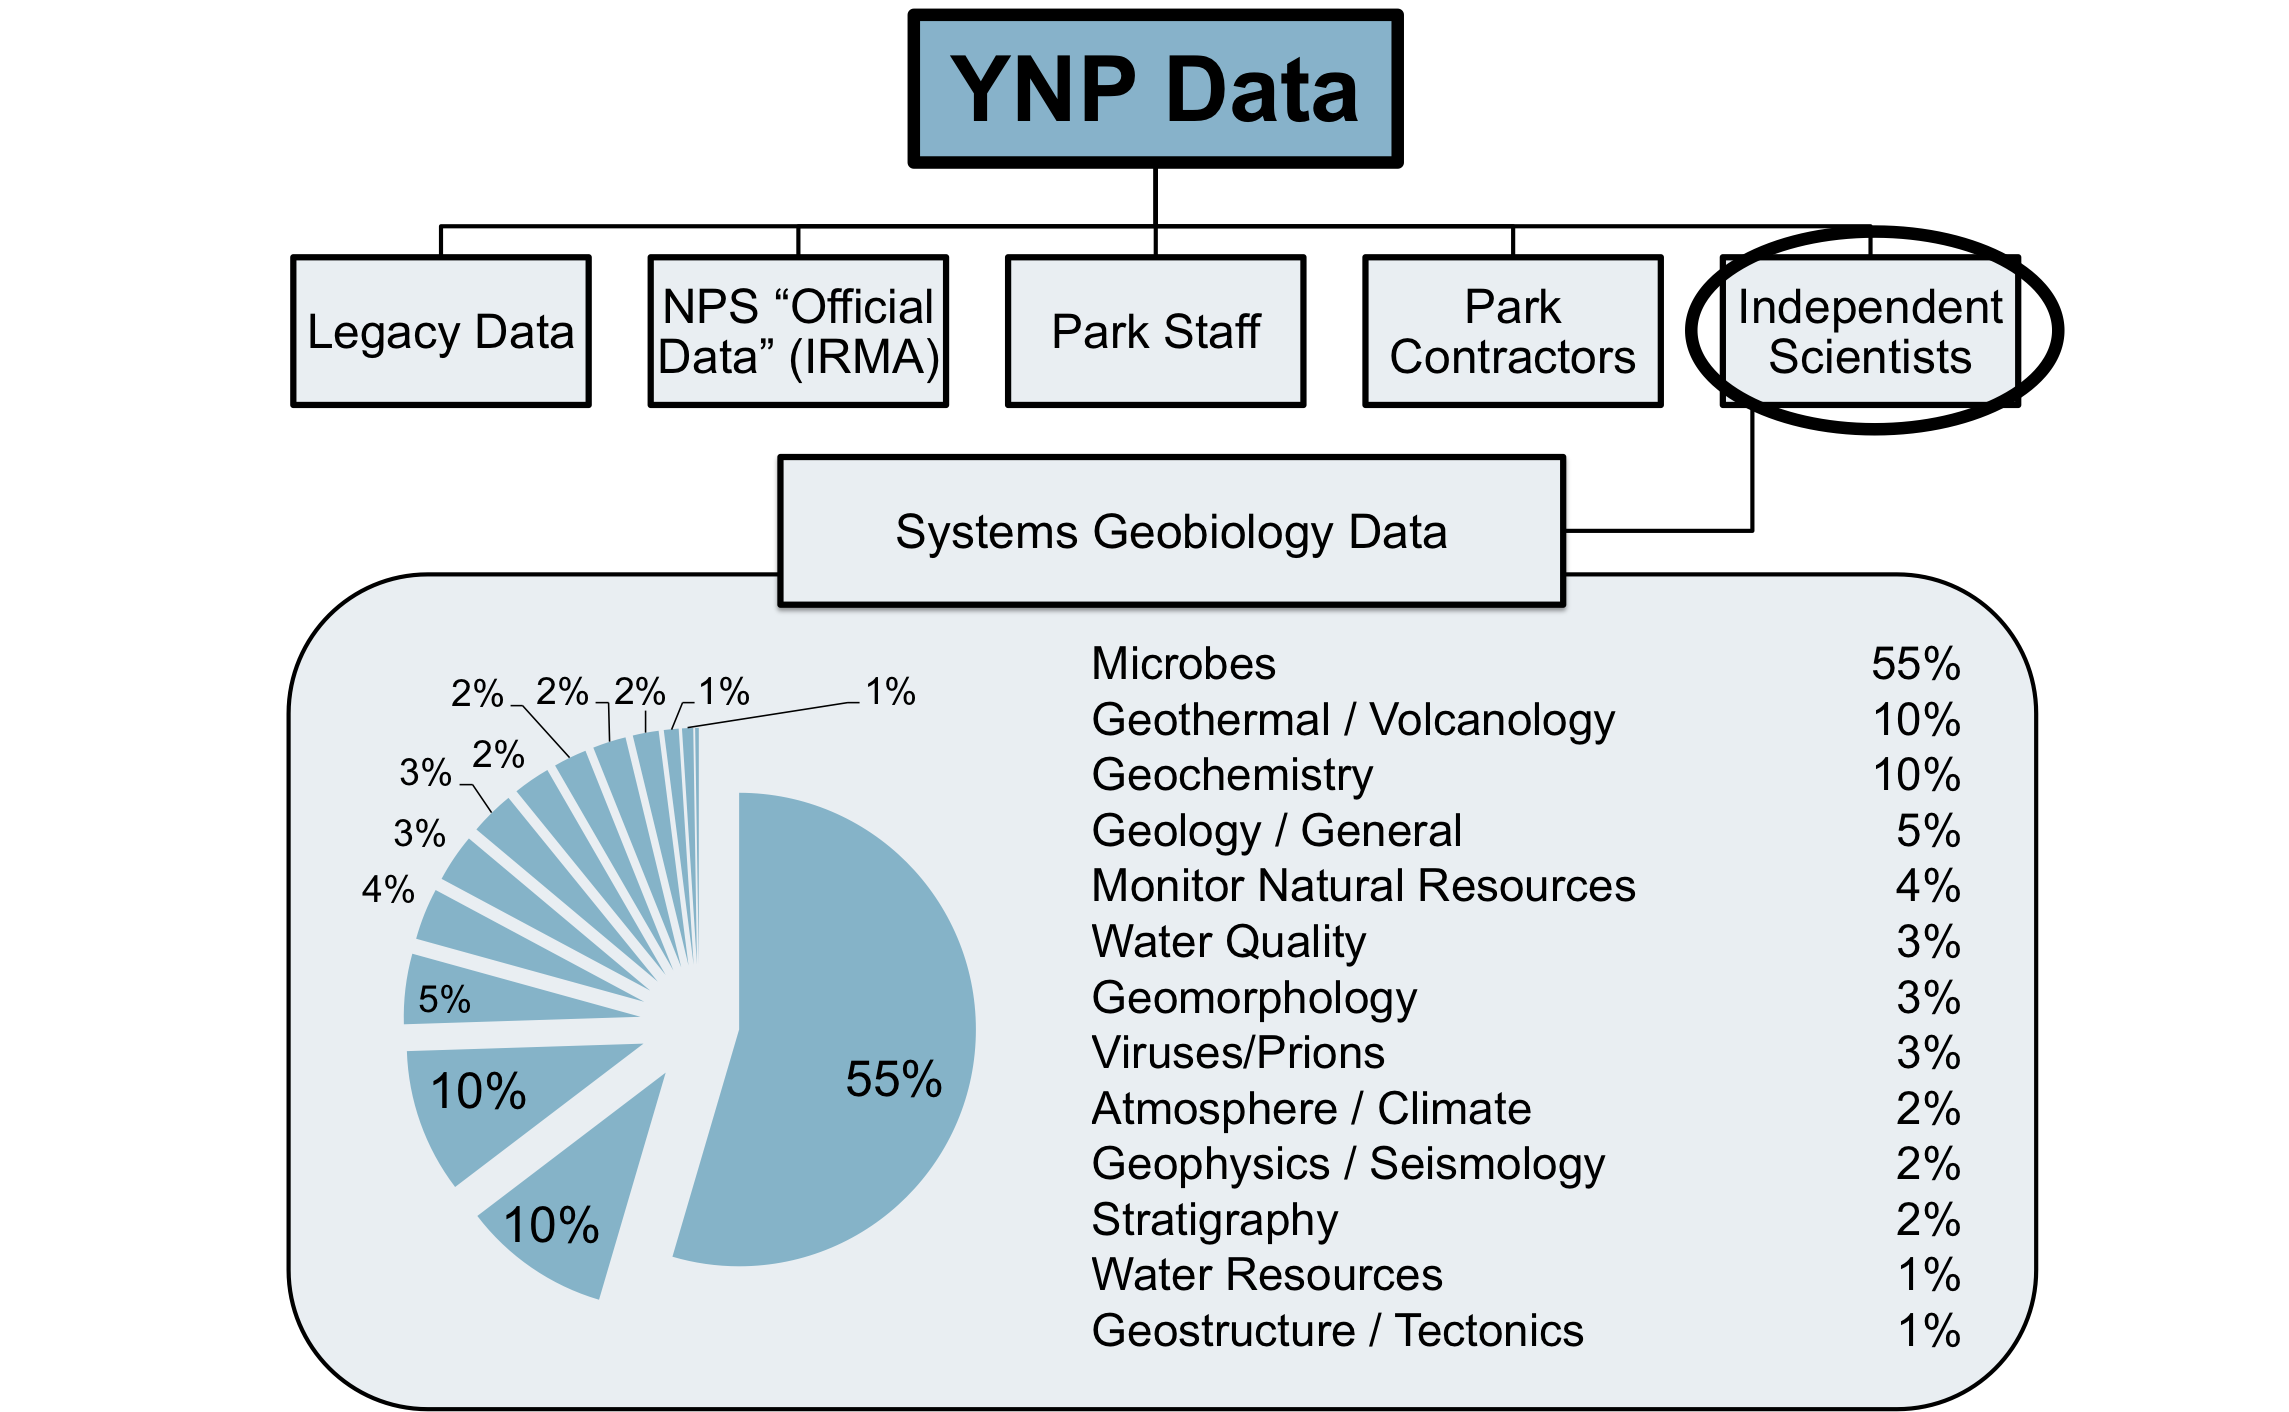 YNP Data
Legacy Data
NPS “Official
Data” (IRMA)
Park Staff
Park
Contractors
Independent
Scientists
Systems Geobiology Data
2%
2%
2%
1%
1%
2%
3%
3%
4%
5%
10%
10%
55%
Microbes 55%
Geothermal / Volcanology 10%
Geochemistry 10%
Geology / General 5%
Monitor Natural Resources 4%
Water Quality 3%
Geomorphology 3%
Viruses/Prions 3%
Atmosphere / Climate 2%
Geophysics / Seismology 2%
Stratigraphy 2%
Water Resources 1%
Geostructure / Tectonics 1%